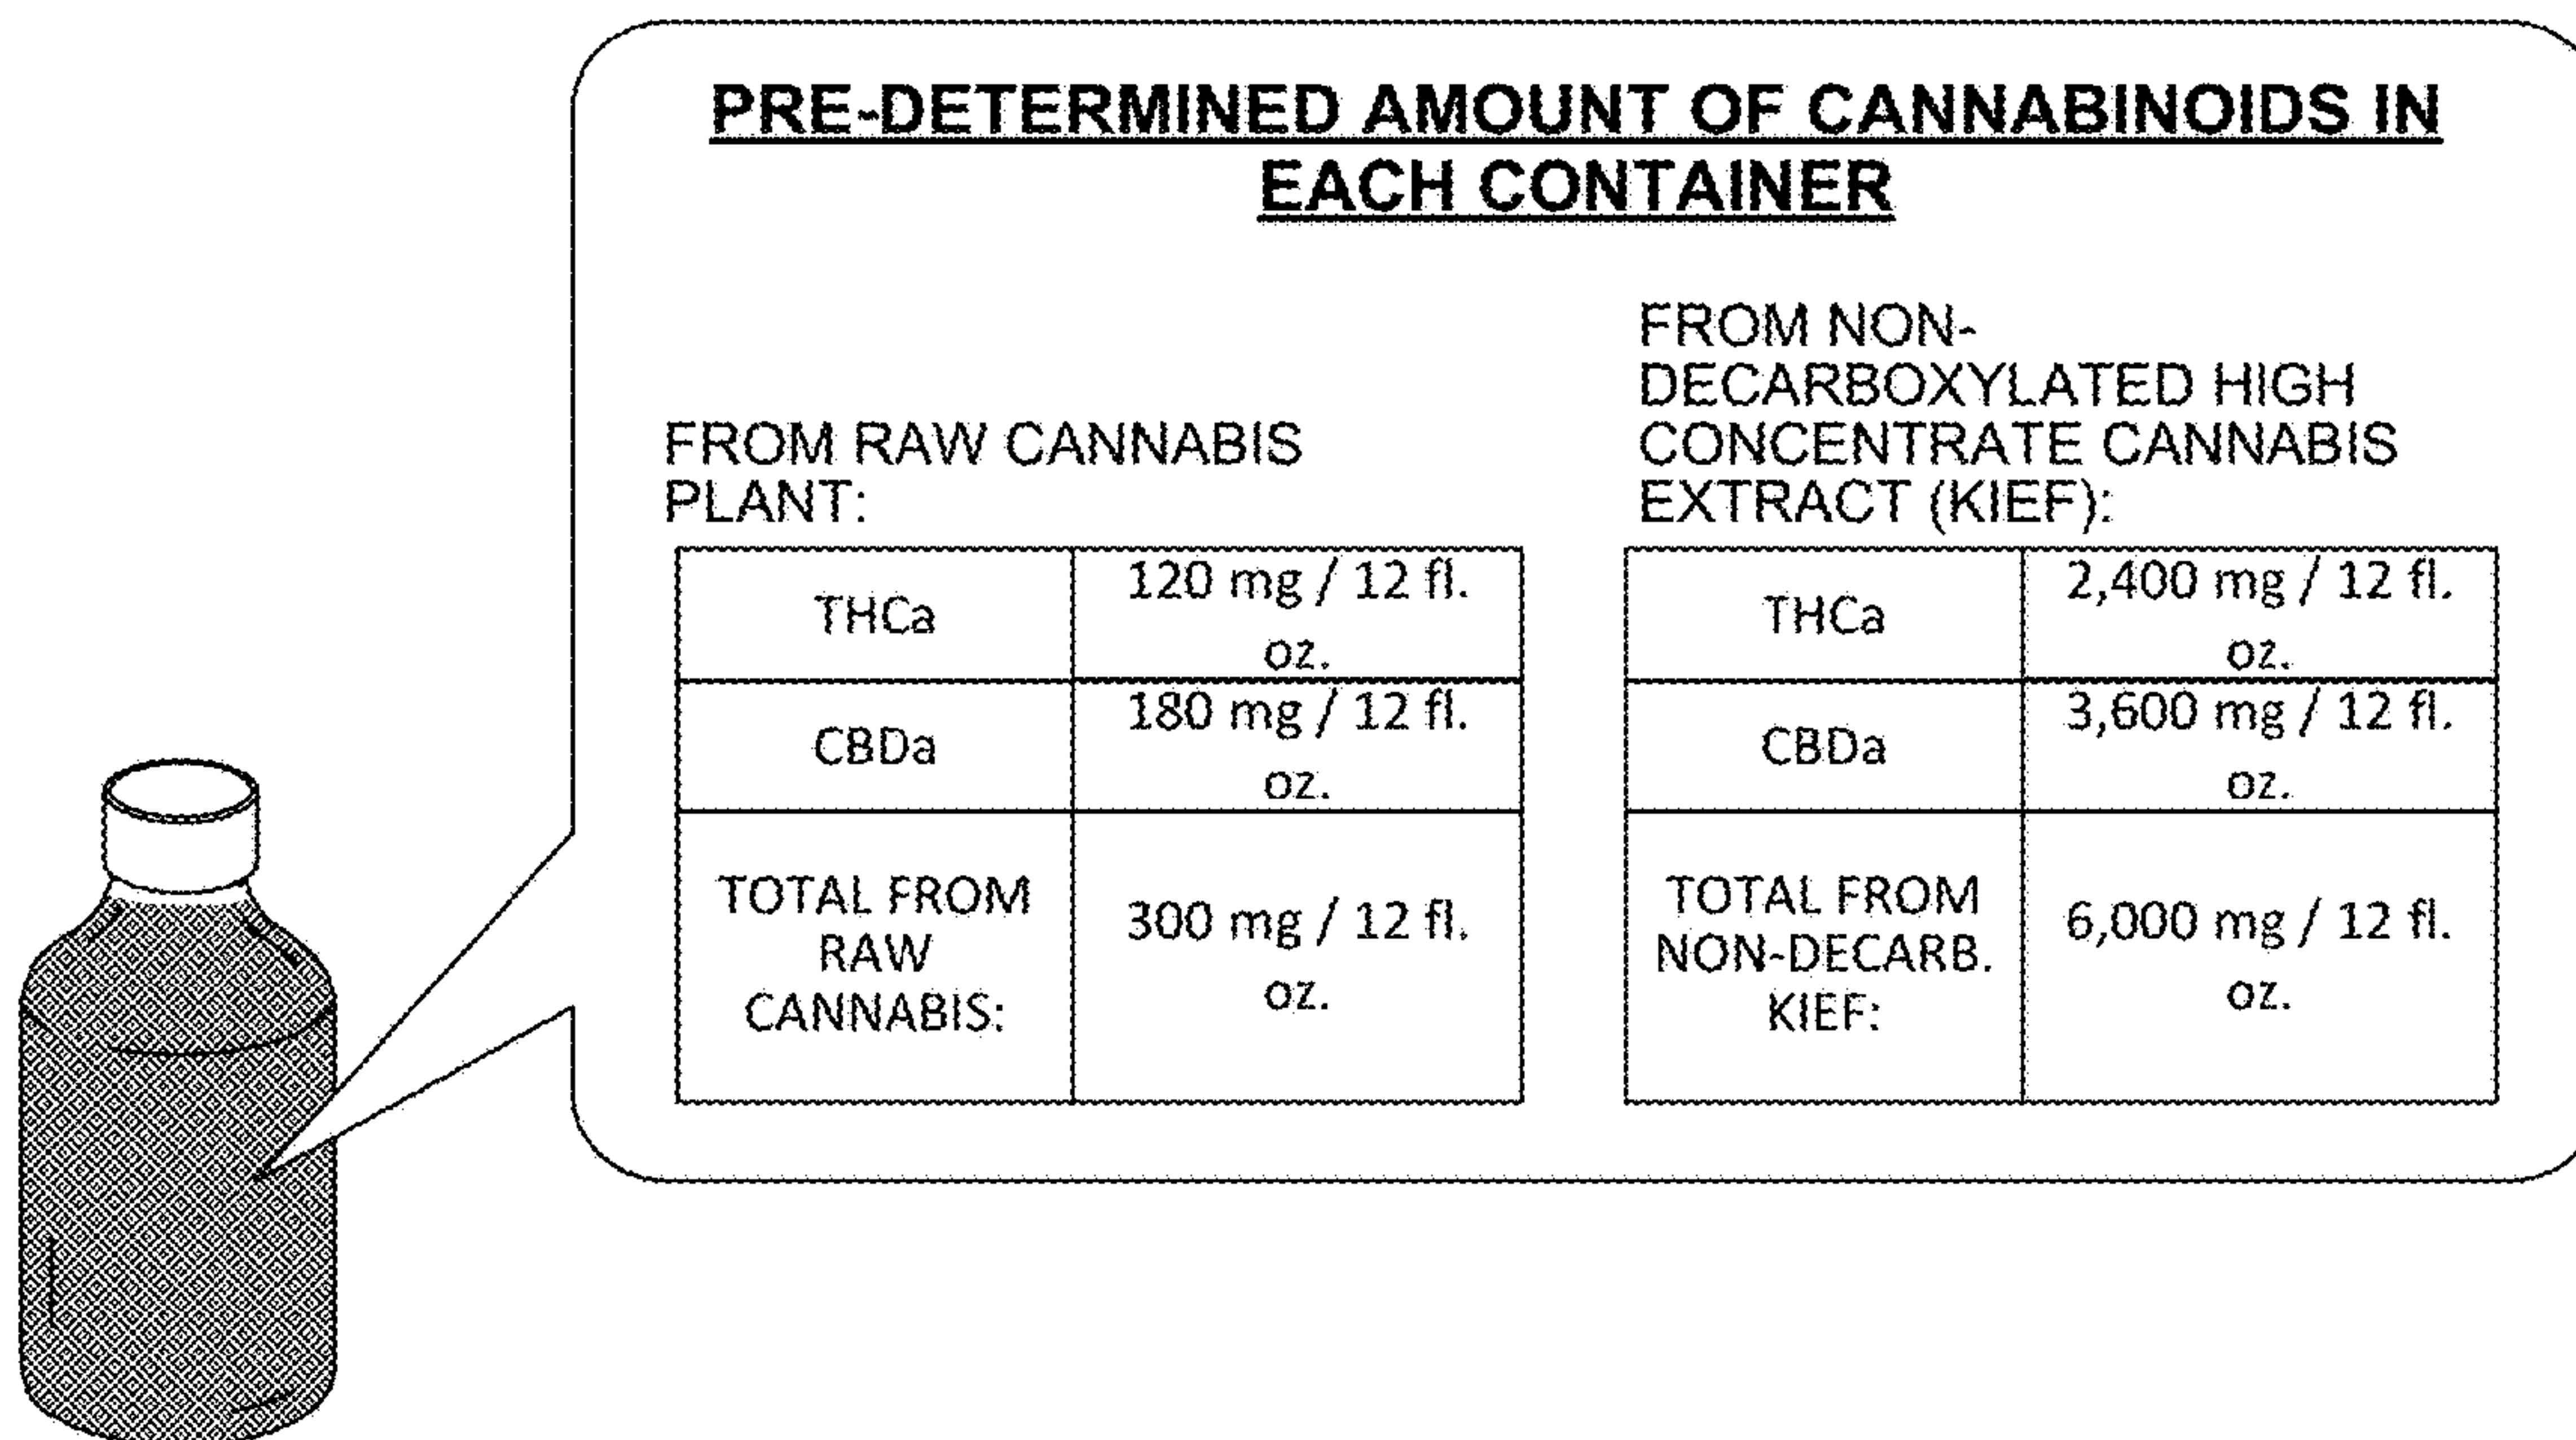 PRE-DETERMINED AMOUNT OF CANNABINOIDS IN
EACH CONTAINER
FROM RAW CANNABIS
PLANT:
THCa
120 mg / 12 fl.
oz.
CBDa
180 mg / 12 fl.
oz.
TOTAL FROM
RAW
CANNABIS:
300 mg / 12 fl.
oz.
FROM NON-
DECARBOXYLATED HIGH
CONCENTRATE CANNABIS
EXTRACT (KIEF):
THCa
2,400 mg / 12 fl.
oz.
CBDa
3,600 mg / 12 fl.
oz.
TOTAL FROM
NON-DECARB.
KIEF:
6,000 mg / 12 fl.
oz.